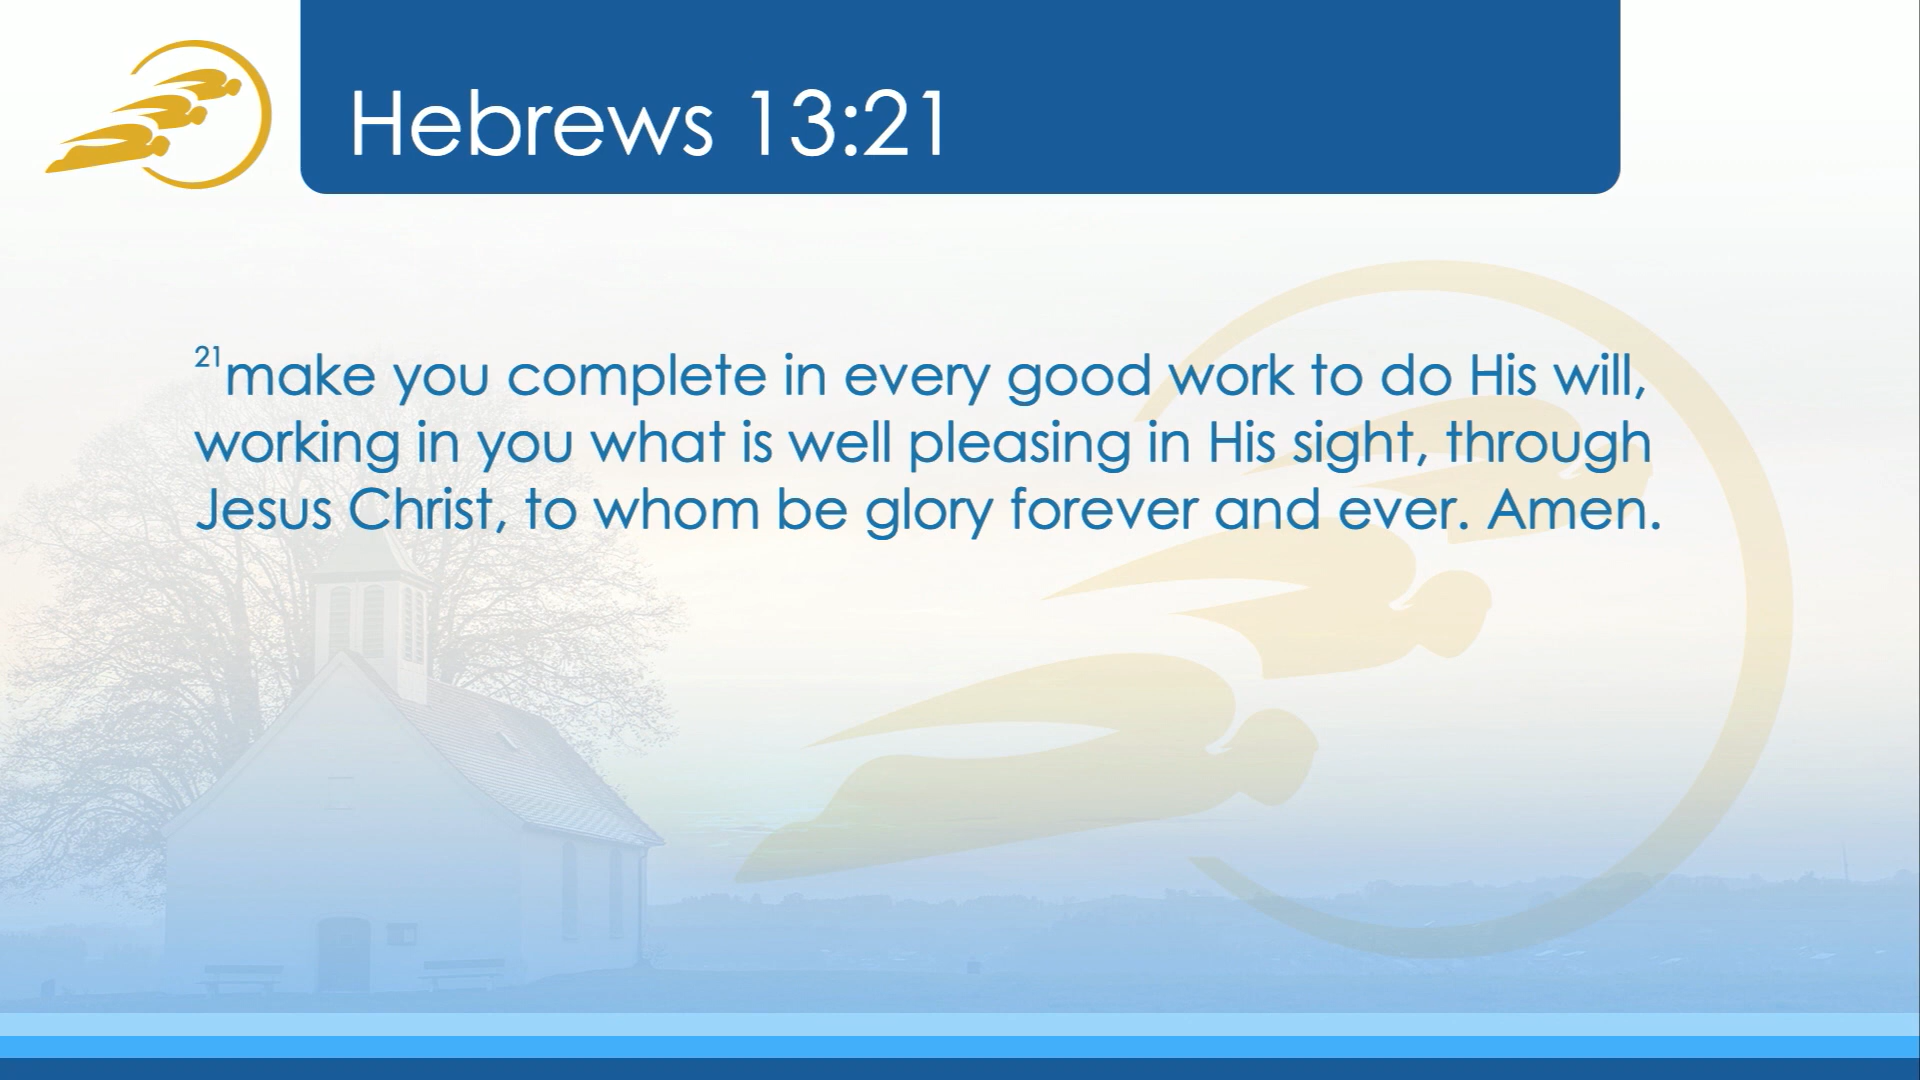 Hebrews 13:21
21make you complete in every good work to do His will,
working in you what is well pleasing in His sight, through
Jesus Christ, to whom be glory forever and ever. Amen.